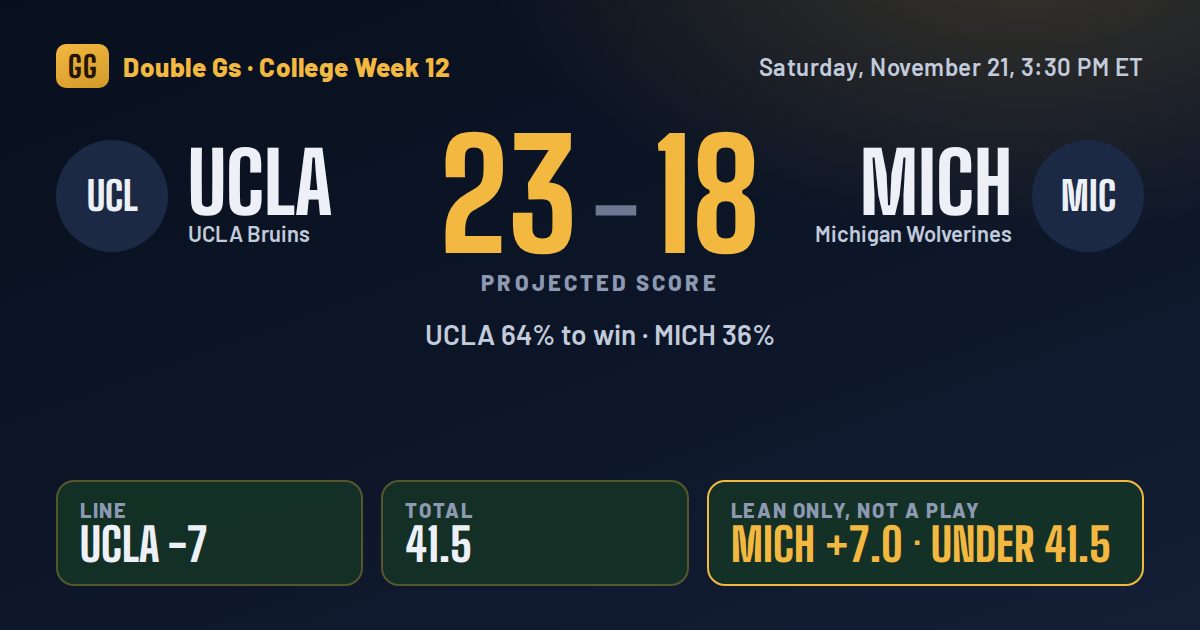 GG Double Gs · College Week 12
Saturday, November 21, 3:30 PM ET
UCL
UCLA
UCLA Bruins
23 – 18
PROJECTED SCORE
UCLA 64% to win · MICH 36%
MICH
Michigan Wolverines
MIC
LINE
UCLA −7
TOTAL
41.5
LEAN ONLY, NOT A PLAY
MICH +7.0 · UNDER 41.5